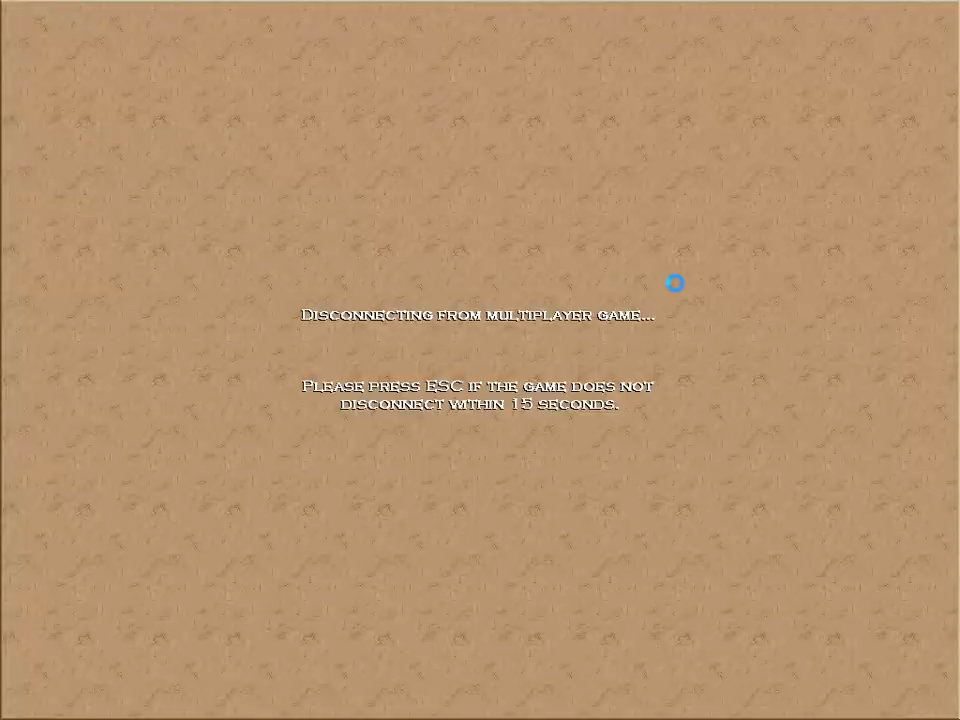 Disconnecting from multiplayer game...
Please press ESC if the game does not
disconnect within 15 seconds.